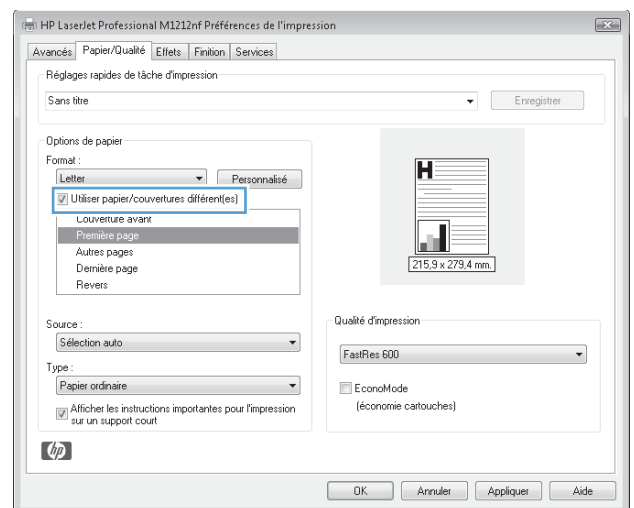 HP LaserJet Professional M1212nf Préférences de l'impression
Avancés Papier/Qualité Effets Finition Services
Réglages rapides de tâche d'impression
Sans titre
Enregistrer
Options de papier
Format :
Letter
Personnalisé
Utiliser papier/couvertures différent(es)
Couverture avant
Première page
Autres pages
Dernière page
Revers
Source :
Sélection auto
Type :
Papier ordinaire
Afficher les instructions importantes pour l'impression
sur un support court
H
215,9 x 279,4 mm.
Qualité d'impression
FastRes 600
EconoMode
(économie cartouches)
hp
OK Annuler Appliquer Aide